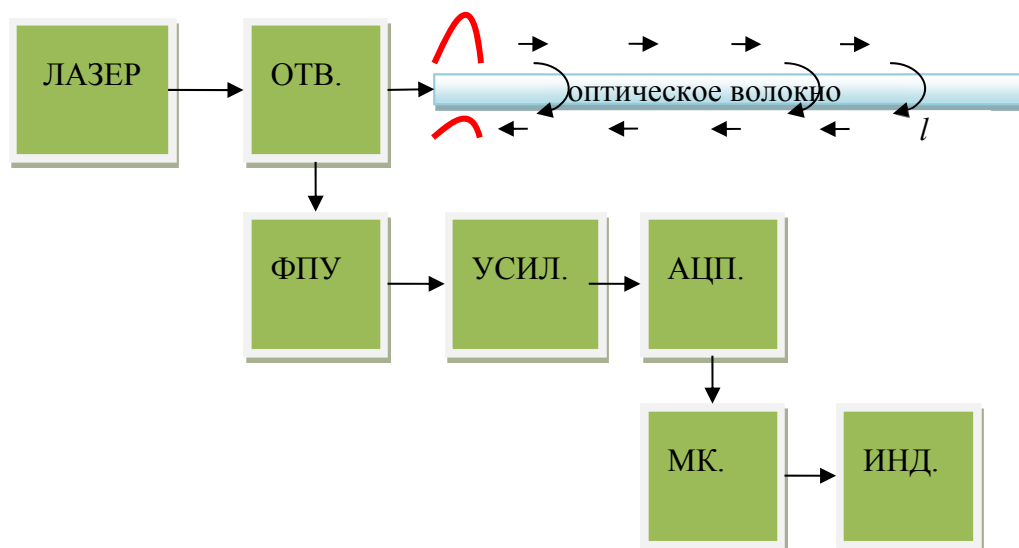 ЛАЗЕР
ОТВ.
оптическое волокно
l
ФПУ
УСИЛ.
АЦП.
МК.
ИНД.